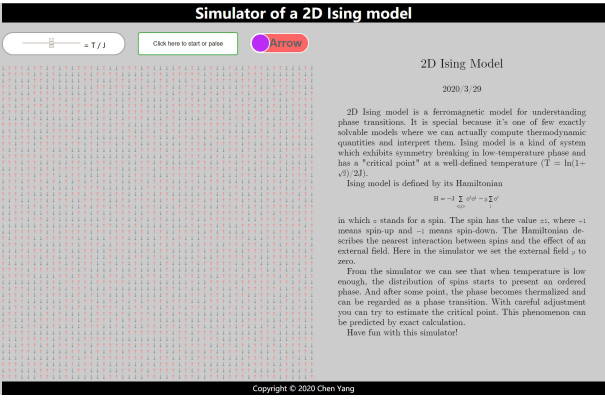 Simulator of a 2D Ising model
= T / J
Click here to start or palse
Arrow
2D Ising Model
2020/3/29
2D Ising model is a ferromagnetic model for understanding
phase transitions. It is special because it's one of few exactly
solvable models where we can actually compute thermodynamic
quantities and interpret them. Ising model is a kind of system
which exhibits symmetry breaking in low-temperature phase and
has a "critical point" at a well-defined temperature (T = ln(1+
√2)/2J).
Ising model is defined by its Hamiltonian
in which σ stands for a spin. The spin has the value ±1, where +1
means spin-up and −1 means spin-down. The Hamiltonian de-
scribes the nearest interaction between spins and the effect of an
external field. Here in the simulator we set the external field μ to
zero.
From the simulator we can see that when temperature is low
enough, the distribution of spins starts to present an ordered
phase. And after some point, the phase becomes thermalized and
can be regarded as a phase transition. With careful adjustment
you can try to estimate the critical point. This phenomenon can
be predicted by exact calculation.
Have fun with this simulator!
Copyright © 2020 Chen Yang